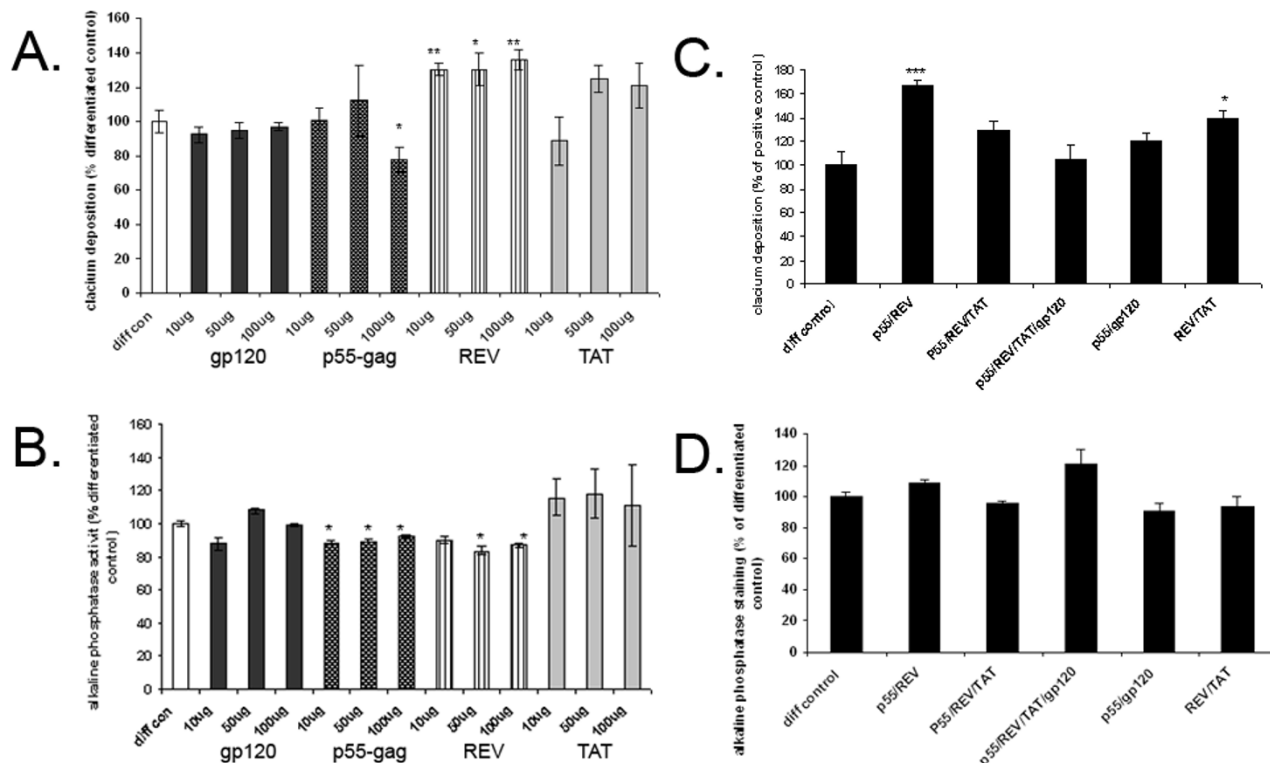 A.
clacium deposition (% differentiated control)
160
140
120
100
80
60
40
20
0
**
*
**
*
diff con
10ug
50ug
100ug
10ug
50ug
100ug
10ug
50ug
100ug
10ug
50ug
100ug
gp120
p55-gag
REV
TAT
B.
alkaline phosphatase activit (% differentiated
control)
160
140
120
100
80
60
40
20
0
*
*
*
*
*
diff con
10ug
50ug
100ug
10ug
50ug
100ug
10ug
50ug
100ug
10ug
50ug
100ug
gp120
p55-gag
REV
TAT
C.
clacium deposition (% of positive control)
180
160
140
120
100
80
60
40
20
0
***
*
diff control
p55/REV
P55/REV/TAT
p55/REV/TAT/gp120
p55/gp120
REV/TAT
D.
alkaline phosphatase staining (% of differentiated
control)
140
120
100
80
60
40
20
0
diff control
p55/REV
P55/REV/TAT
p55/REV/TAT/gp120
p55/gp120
REV/TAT